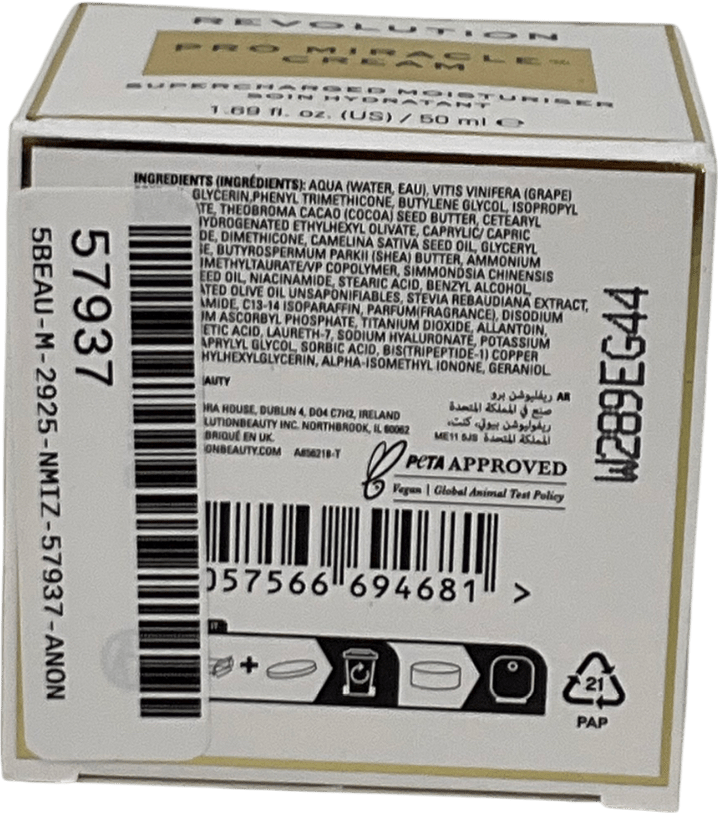 REVOLUTION
PRO MIRACLE
CREAM
SUPERCHARGED MOISTURISER
SOIN HYDRATANT
1.69 fl. oz. (US) / 50 ml ℮
INGREDIENTS (INGRÉDIENTS): AQUA (WATER, EAU), VITIS VINIFERA (GRAPE)
GLYCERIN, PHENYL TRIMETHICONE, BUTYLENE GLYCOL, ISOPROPYL
TE, THEOBROMA CACAO (COCOA) SEED BUTTER, CETEARYL
HYDROGENATED ETHYLHEXYL OLIVATE, CAPRYLIC/ CAPRIC
DE, DIMETHICONE, CAMELINA SATIVA SEED OIL, GLYCERYL
E, BUTYROSPERMUM PARKII (SHEA) BUTTER, AMMONIUM
IMETHYLTAURATE/VP COPOLYMER, SIMMONDSIA CHINENSIS
EED OIL, NIACINAMIDE, STEARIC ACID, BENZYL ALCOHOL,
ATED OLIVE OIL UNSAPONIFIABLES, STEVIA REBAUDIANA EXTRACT,
AMIDE, C13-14 ISOPARAFFIN, PARFUM(FRAGRANCE), DISODIUM
M ASCORBYL PHOSPHATE, TITANIUM DIOXIDE, ALLANTOIN,
ETIC ACID, LAURETH-7, SODIUM HYALURONATE, POTASSIUM
APRYLYL GLYCOL, SORBIC ACID, BIS(TRIPEPTIDE-1) COPPER
HYLHEXYLGLYCERIN, ALPHA-ISOMETHYL IONONE, GERANIOL.
EAUTY
RA HOUSE, DUBLIN 4, D04 C7H2, IRELAND
LUTIONBEAUTY INC. NORTHBROOK, IL 60062
BRIQUÉ EN UK.
ONBEAUTY.COM A856218-T
AR ريفليوشن برو
صنع في المملكة المتحدة
ريفوليوشن بيوتي، كنت،
المملكة المتحدة ME11 5JS
PETA APPROVED
Vegan | Global Animal Test Policy
057566 694681 >
IT
+
21
PAP
W289EG44
57937
5BEAU-M-2925-NMIZ-57937-ANON